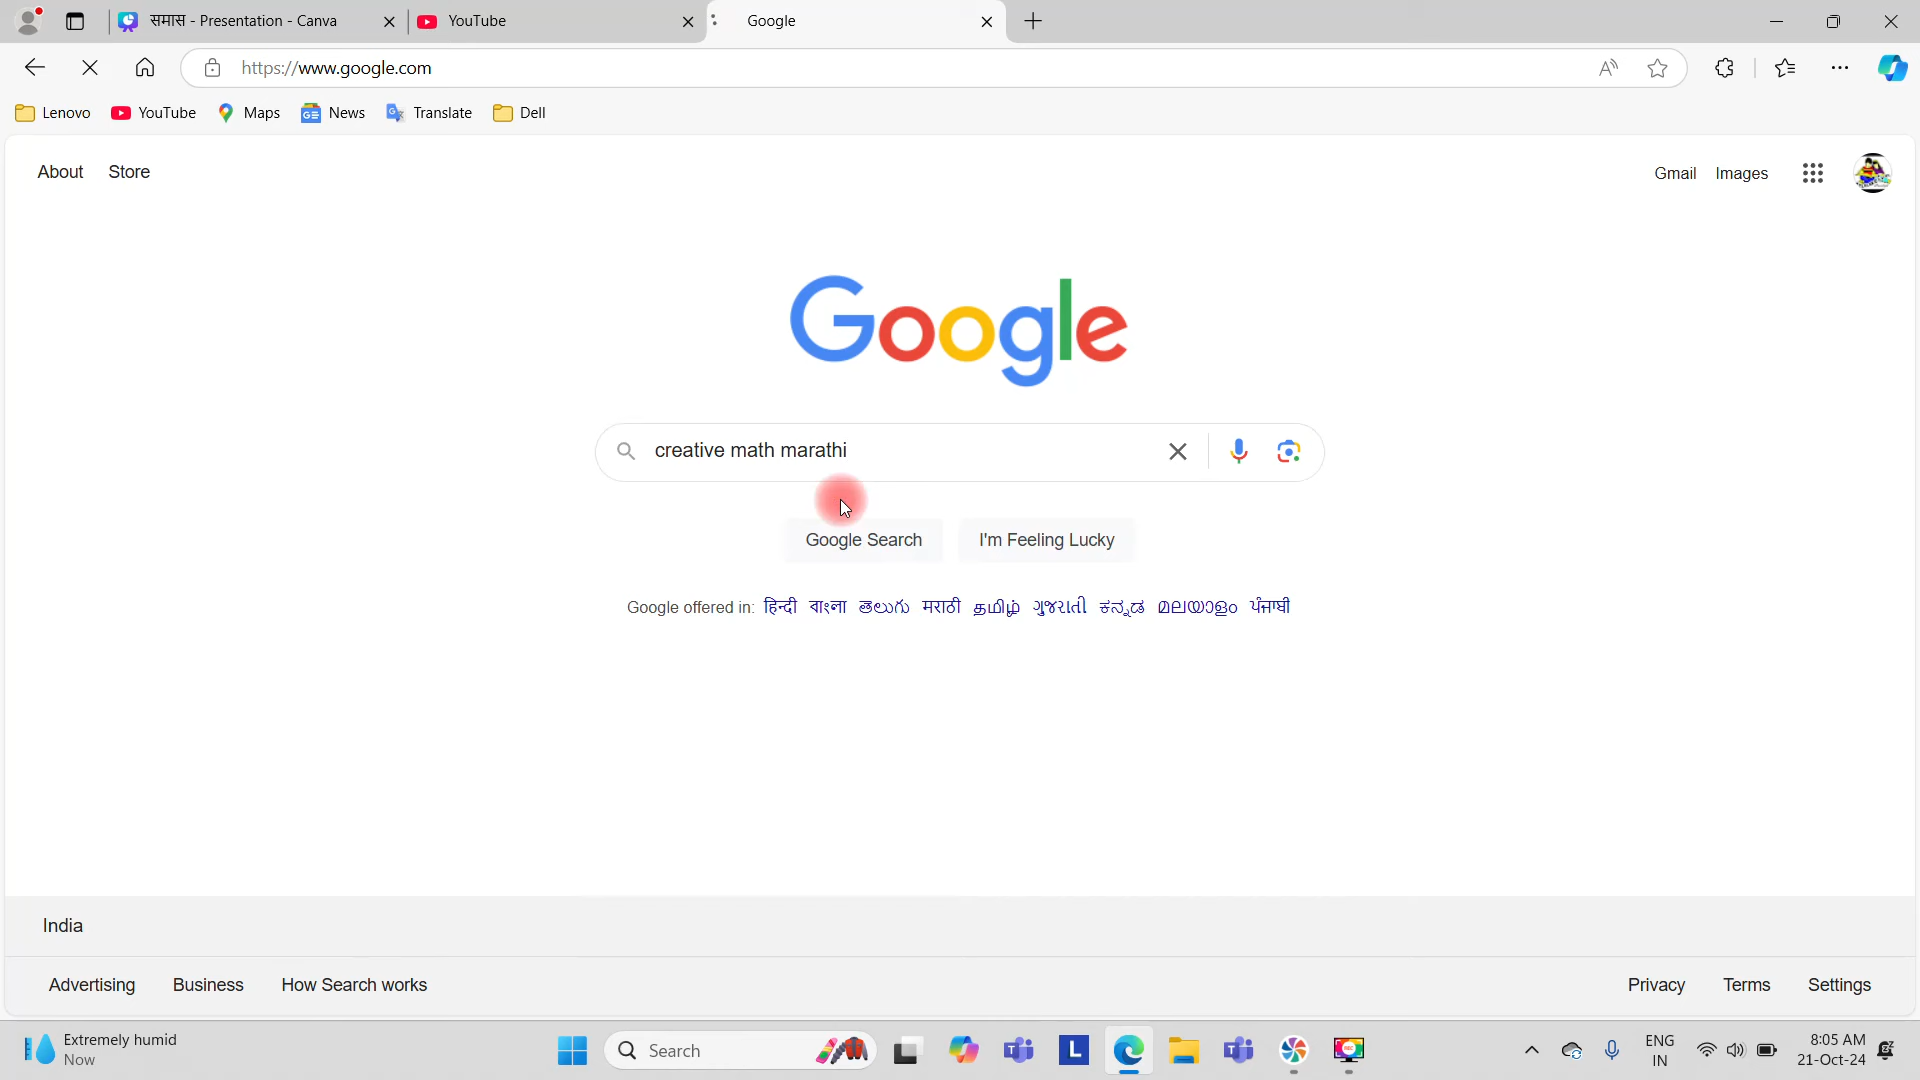 समास - Presentation - Canva
YouTube
Google
https://www.google.com
Lenovo
YouTube
Maps
News
Translate
Dell
About
Store
Gmail
Images
Google
creative math marathi
Google Search
I'm Feeling Lucky
Google offered in: हिन्दी বাংলা తెలుగు मराठी தமிழ் ગુજરાતી ಕನ್ನಡ മലയാളം ਪੰਜਾਬੀ
India
Advertising
Business
How Search works
Privacy
Terms
Settings
Extremely humid
Now
Search
L
ENG
IN
8:05 AM
21-Oct-24